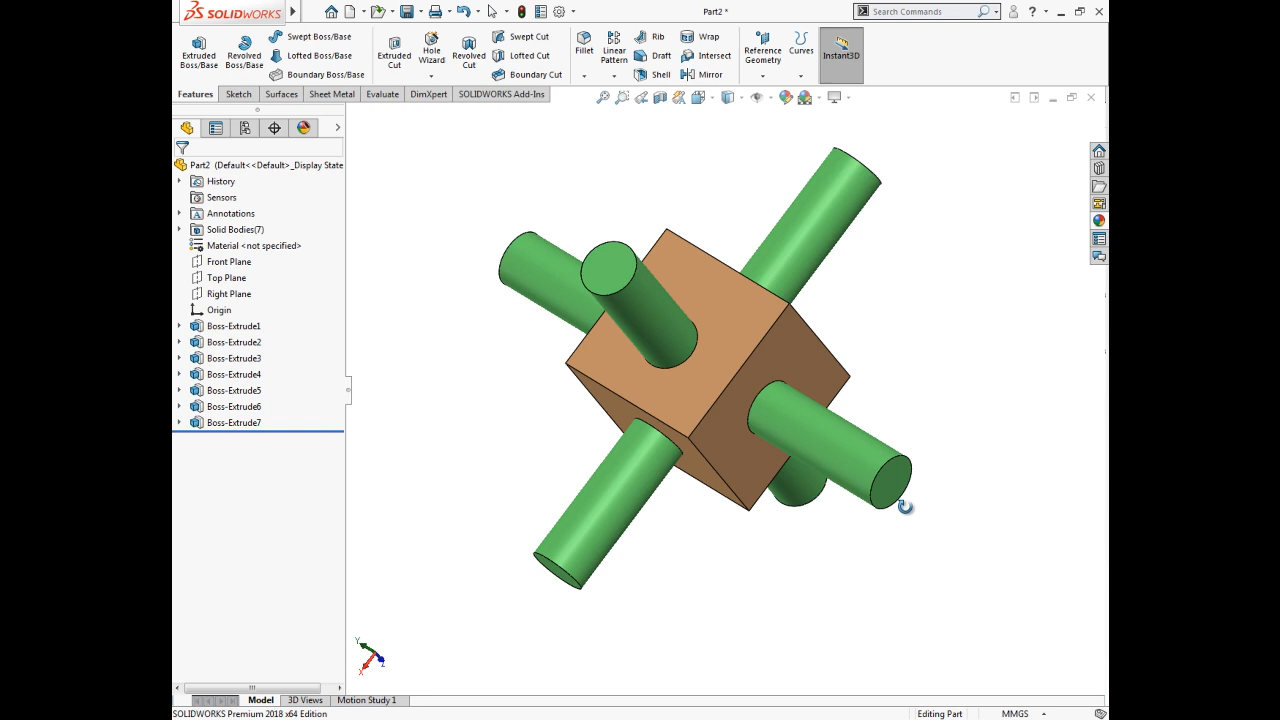 SOLIDWORKS
Part2 *
Search Commands
?
Extruded Boss/Base
Revolved Boss/Base
Swept Boss/Base
Lofted Boss/Base
Boundary Boss/Base
Extruded Cut
Hole Wizard
Revolved Cut
Swept Cut
Lofted Cut
Boundary Cut
Fillet
Linear Pattern
Rib
Draft
Shell
Wrap
Intersect
Mirror
Reference Geometry
Curves
Instant3D
Features
Sketch
Surfaces
Sheet Metal
Evaluate
DimXpert
SOLIDWORKS Add-Ins
Part2 (Default<<Default>_Display State
History
Sensors
Annotations
Solid Bodies(7)
Material <not specified>
Front Plane
Top Plane
Right Plane
Origin
Boss-Extrude1
Boss-Extrude2
Boss-Extrude3
Boss-Extrude4
Boss-Extrude5
Boss-Extrude6
Boss-Extrude7
Y
X
Z
Model
3D Views
Motion Study 1
SOLIDWORKS Premium 2018 x64 Edition
Editing Part
MMGS